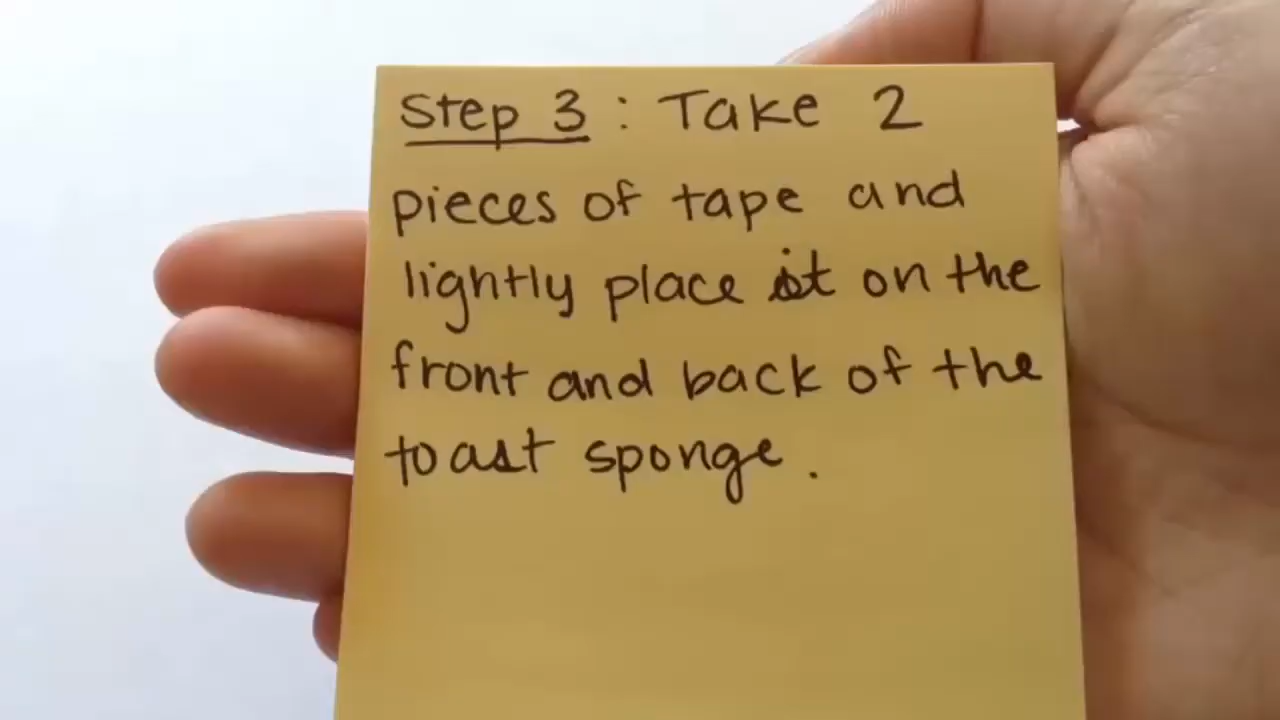 Step 3 : Take 2
pieces of tape and
lightly place it on the
front and back of the
toast sponge.